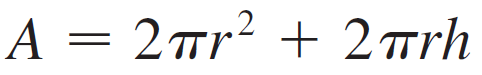 A = 2πr² + 2πrh